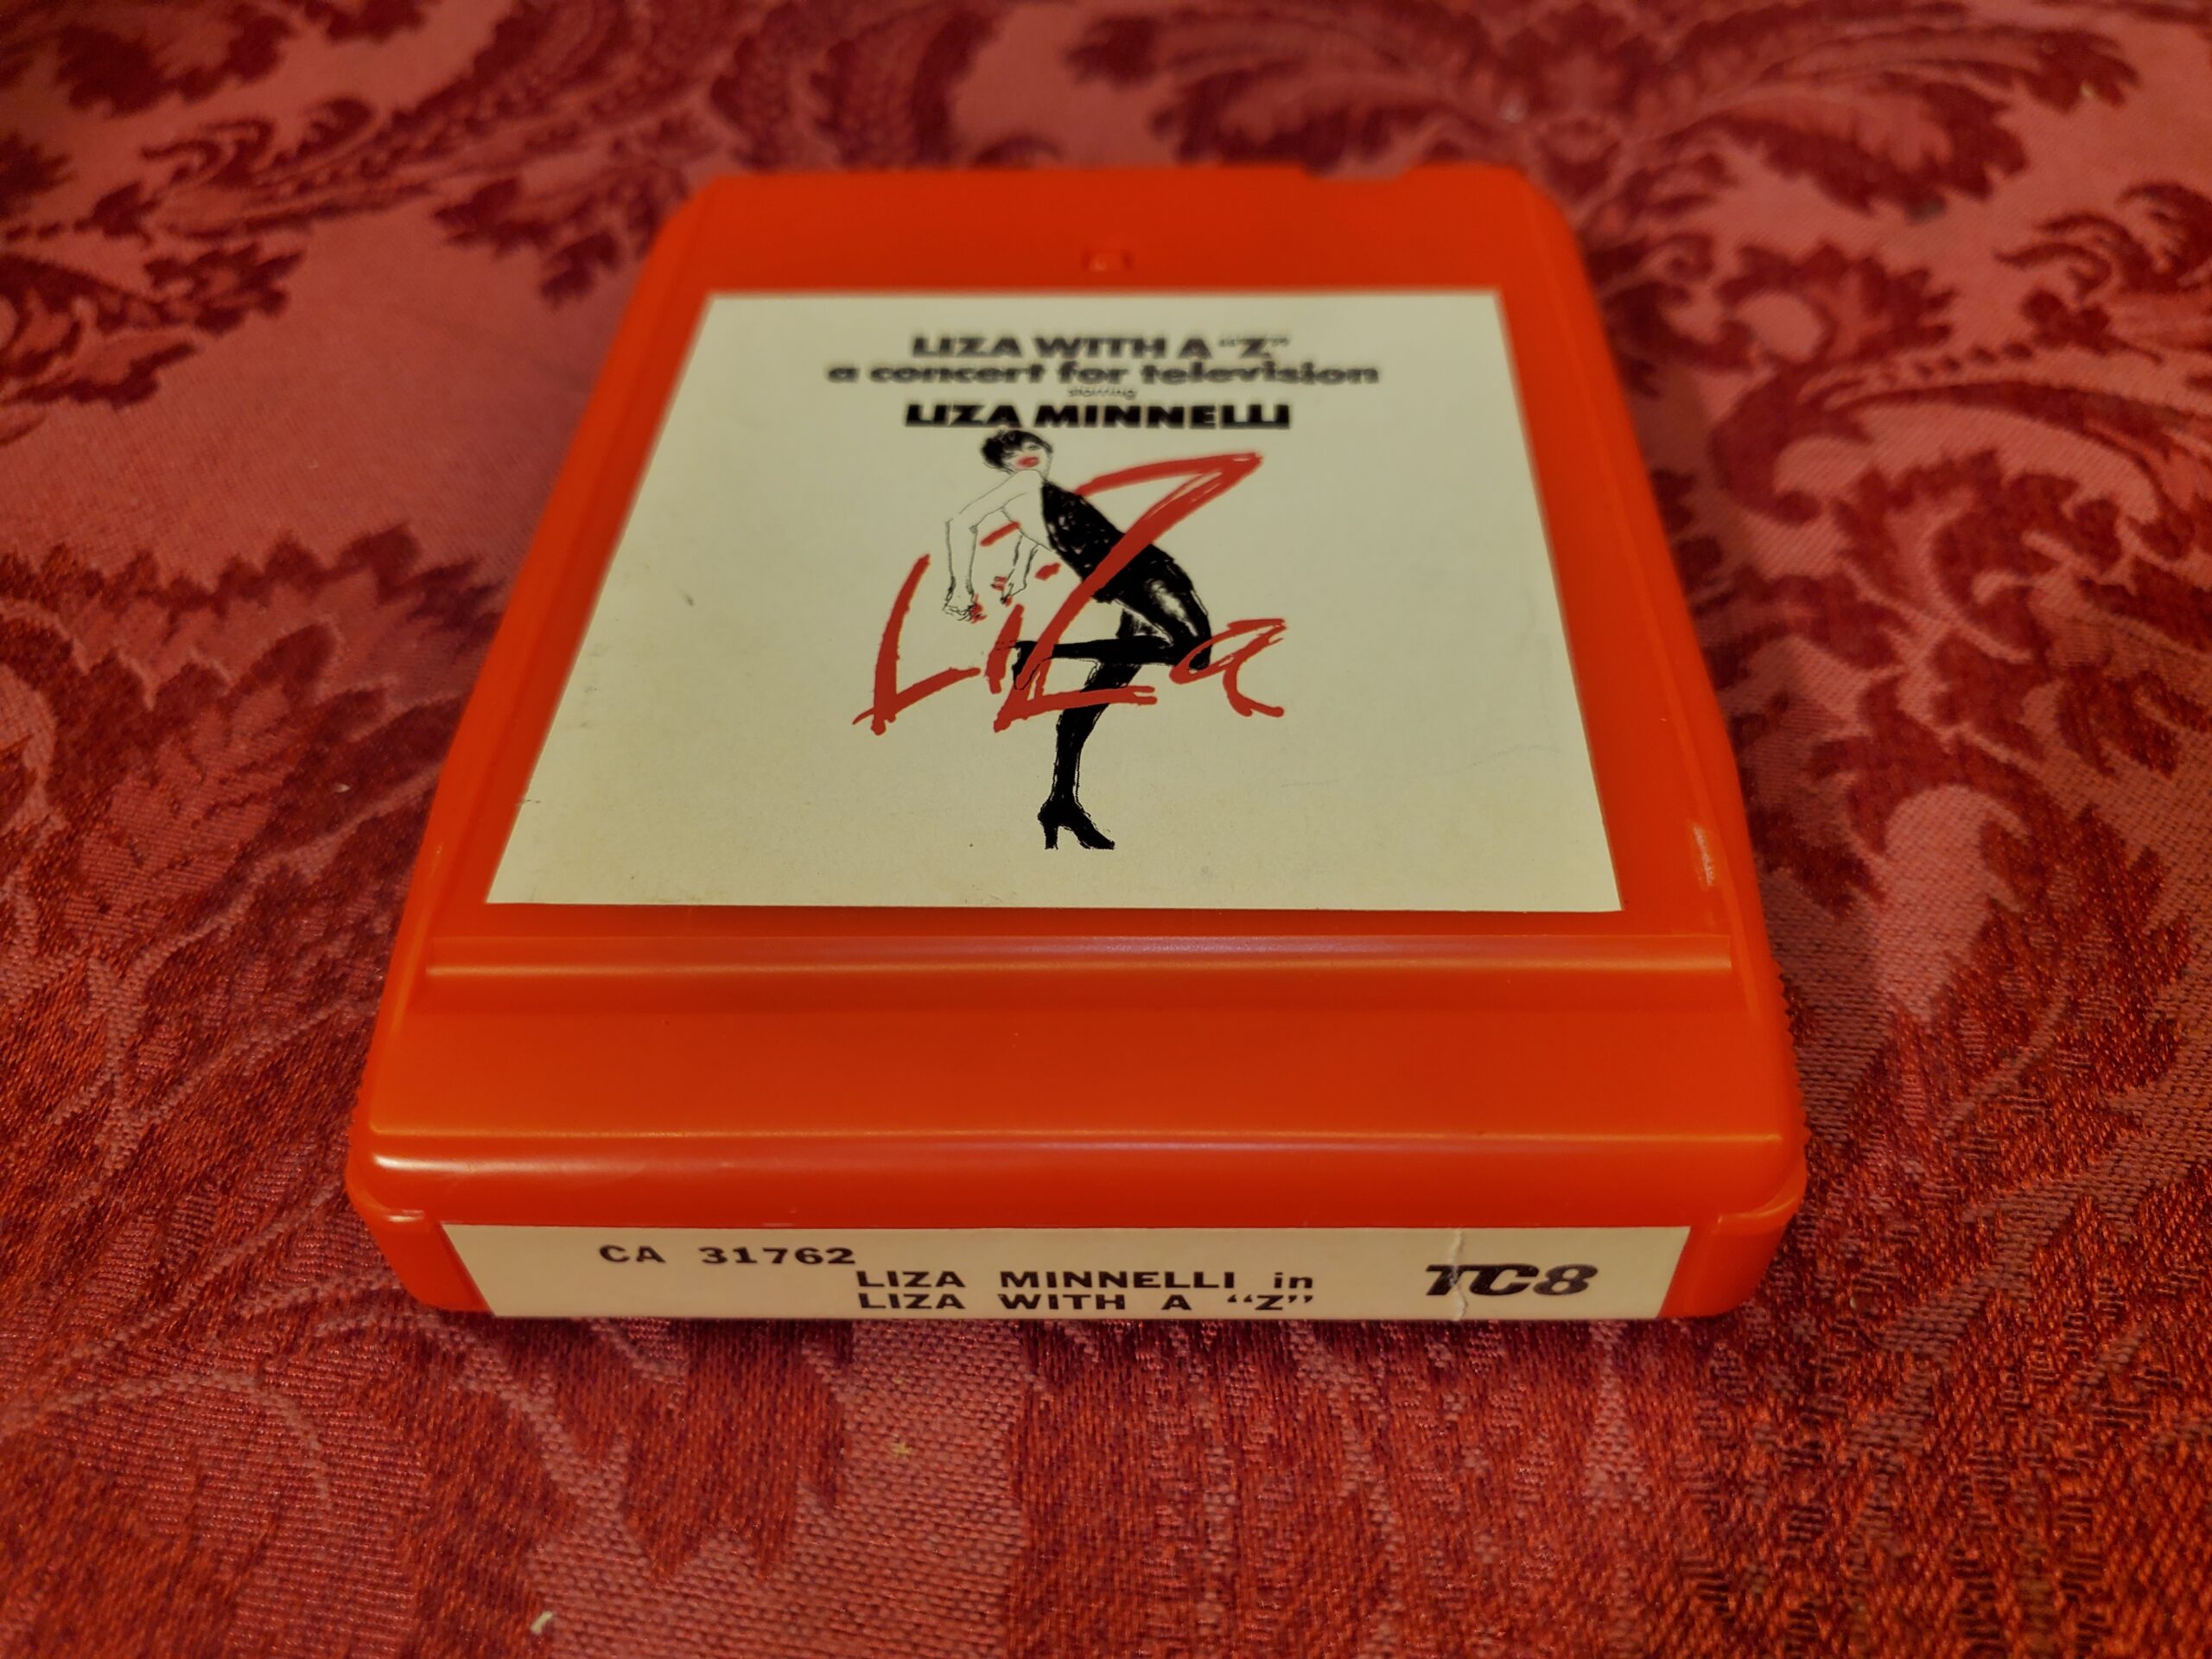 LIZA WITH A “Z”
a concert for television
starring
LIZA MINNELLI
LiZa
CA 31762
LIZA MINNELLI in
LIZA WITH A “Z”
TC8